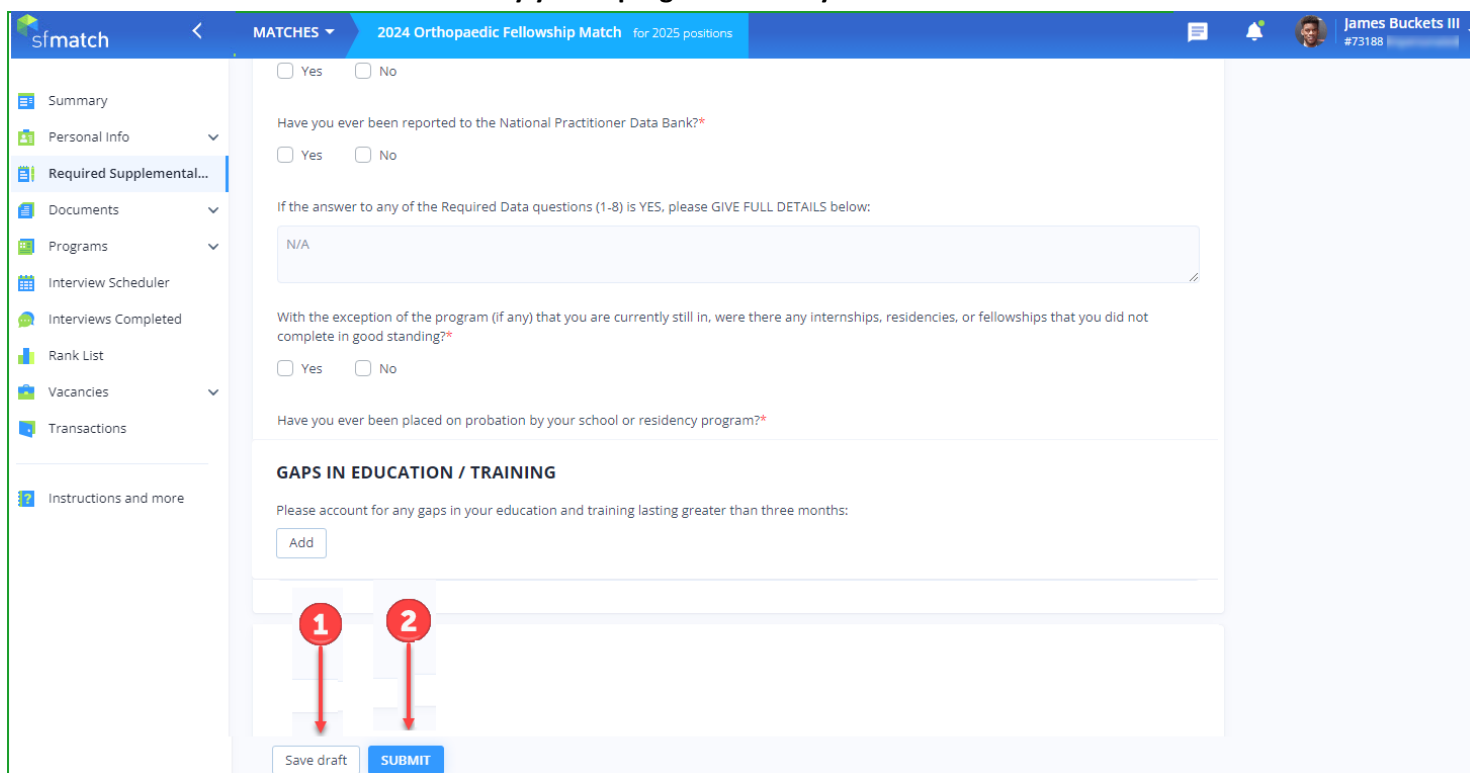 sfmatch
MATCHES
2024 Orthopaedic Fellowship Match for 2025 positions
James Buckets III
#73188
Summary
Personal Info
Required Supplemental...
Documents
Programs
Interview Scheduler
Interviews Completed
Rank List
Vacancies
Transactions
Instructions and more
Yes No
Have you ever been reported to the National Practitioner Data Bank?*
Yes No
If the answer to any of the Required Data questions (1-8) is YES, please GIVE FULL DETAILS below:
N/A
With the exception of the program (if any) that you are currently still in, were there any internships, residencies, or fellowships that you did not
complete in good standing?*
Yes No
Have you ever been placed on probation by your school or residency program?*
GAPS IN EDUCATION / TRAINING
Please account for any gaps in your education and training lasting greater than three months:
Add
1 2
Save draft SUBMIT